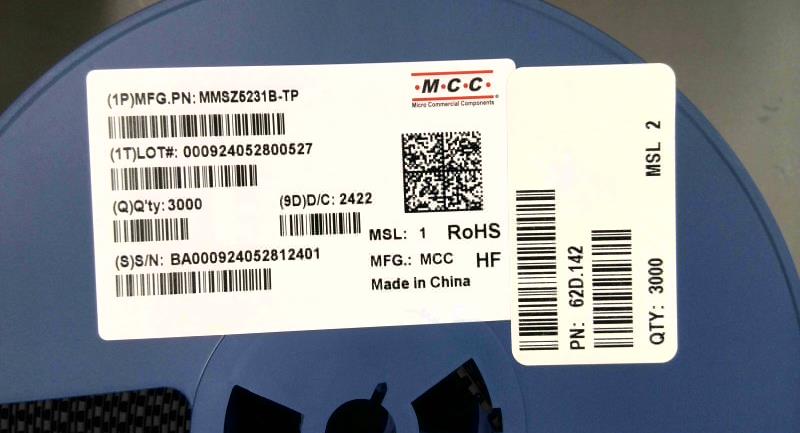 (1P)MFG.PN: MMSZ5231B-TP
M·C·C
Micro Commercial Components
(1T)LOT#: 000924052800527
(Q)Q'ty: 3000
(9D)D/C: 2422
MSL: 1 RoHS
(S)S/N: BA000924052812401
MFG.: MCC HF
Made in China
PN: 62D.142
QTY: 3000
MSL 2